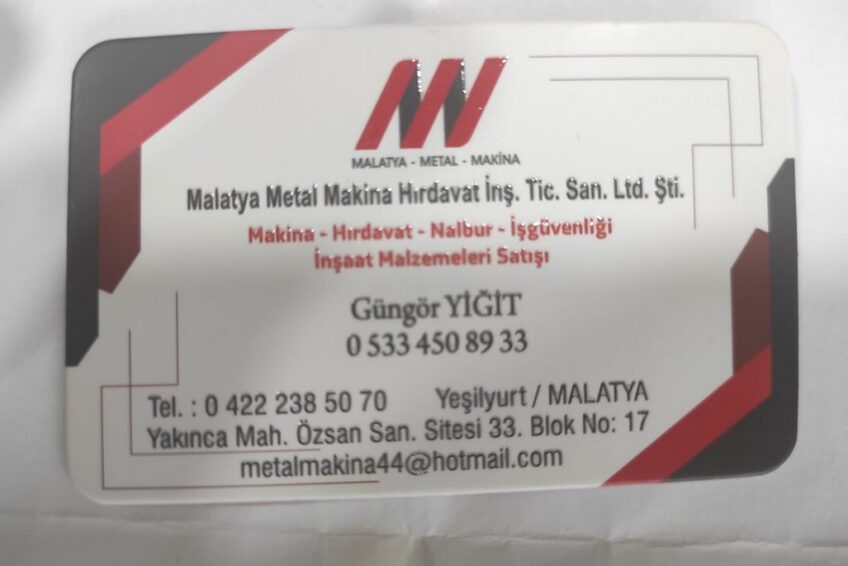 MALATYA - METAL - MAKİNA
Malatya Metal Makina Hırdavat İnş. Tic. San. Ltd. Şti.
Makina - Hırdavat - Nalbur - İşgüvenliği
İnşaat Malzemeleri Satışı
Güngör YİĞİT
0 533 450 89 33
Tel. : 0 422 238 50 70 Yeşilyurt / MALATYA
Yakınca Mah. Özsan San. Sitesi 33. Blok No: 17
metalmakina44@hotmail.com